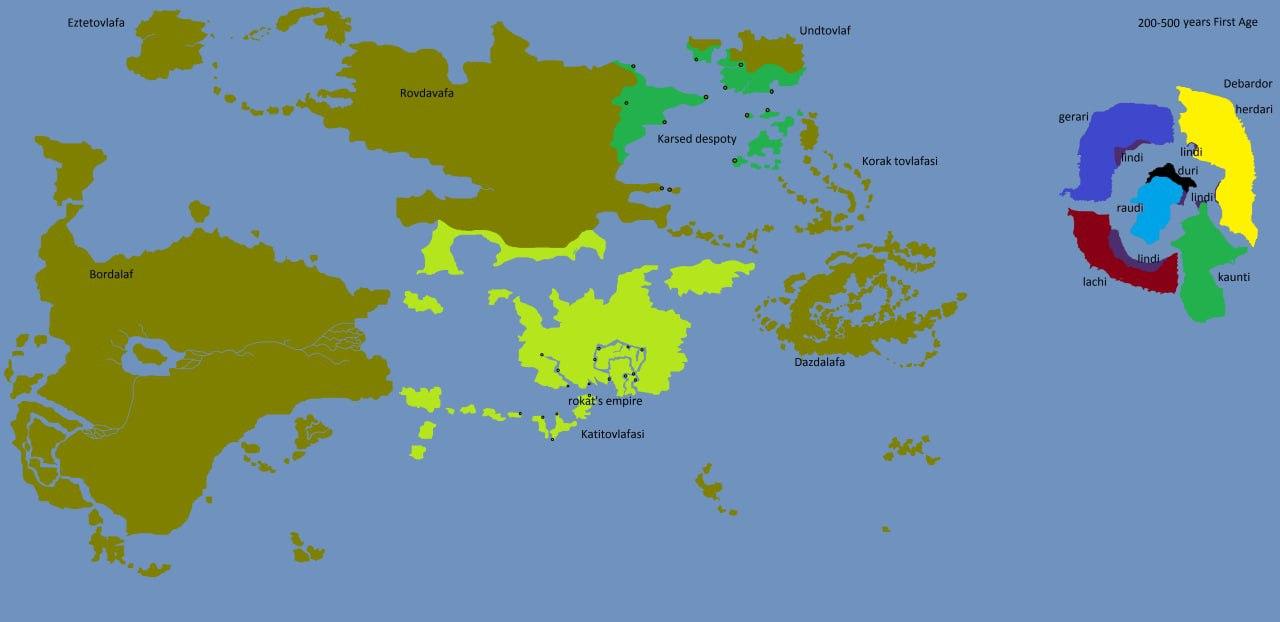 Eztetovlafa
200-500 years First Age
Undtovlaf
Debardor
Rovdavafa
herdari
gerari
Karsed despoty
lindi
lindi
Korak tovlafasi
duri
lindi
raudi
lindi
Bordalaf
lachi
kaunti
Dazdalafa
rokat's empire
Katitovlafasi